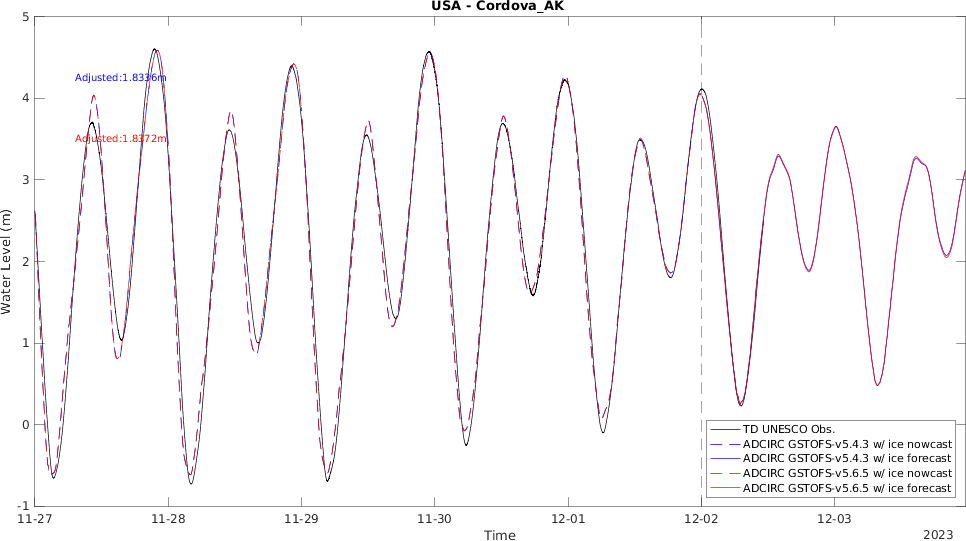 USA - Cordova_AK
5
4
3
2
1
0
-1
Water Level (m)
Adjusted:1.8336m
Adjusted:1.8372m
TD UNESCO Obs.
ADCIRC GSTOFS-v5.4.3 w/ ice nowcast
ADCIRC GSTOFS-v5.4.3 w/ ice forecast
ADCIRC GSTOFS-v5.6.5 w/ ice nowcast
ADCIRC GSTOFS-v5.6.5 w/ ice forecast
11-27 11-28 11-29 11-30 12-01 12-02 12-03
Time
2023